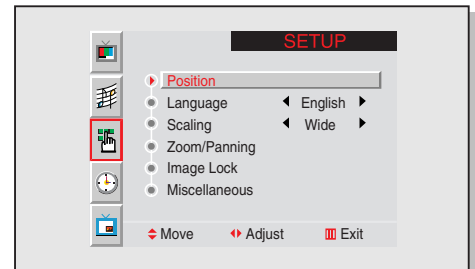 SETUP
Position
Language English
Scaling Wide
Zoom/Panning
Image Lock
Miscellaneous
Move Adjust Exit